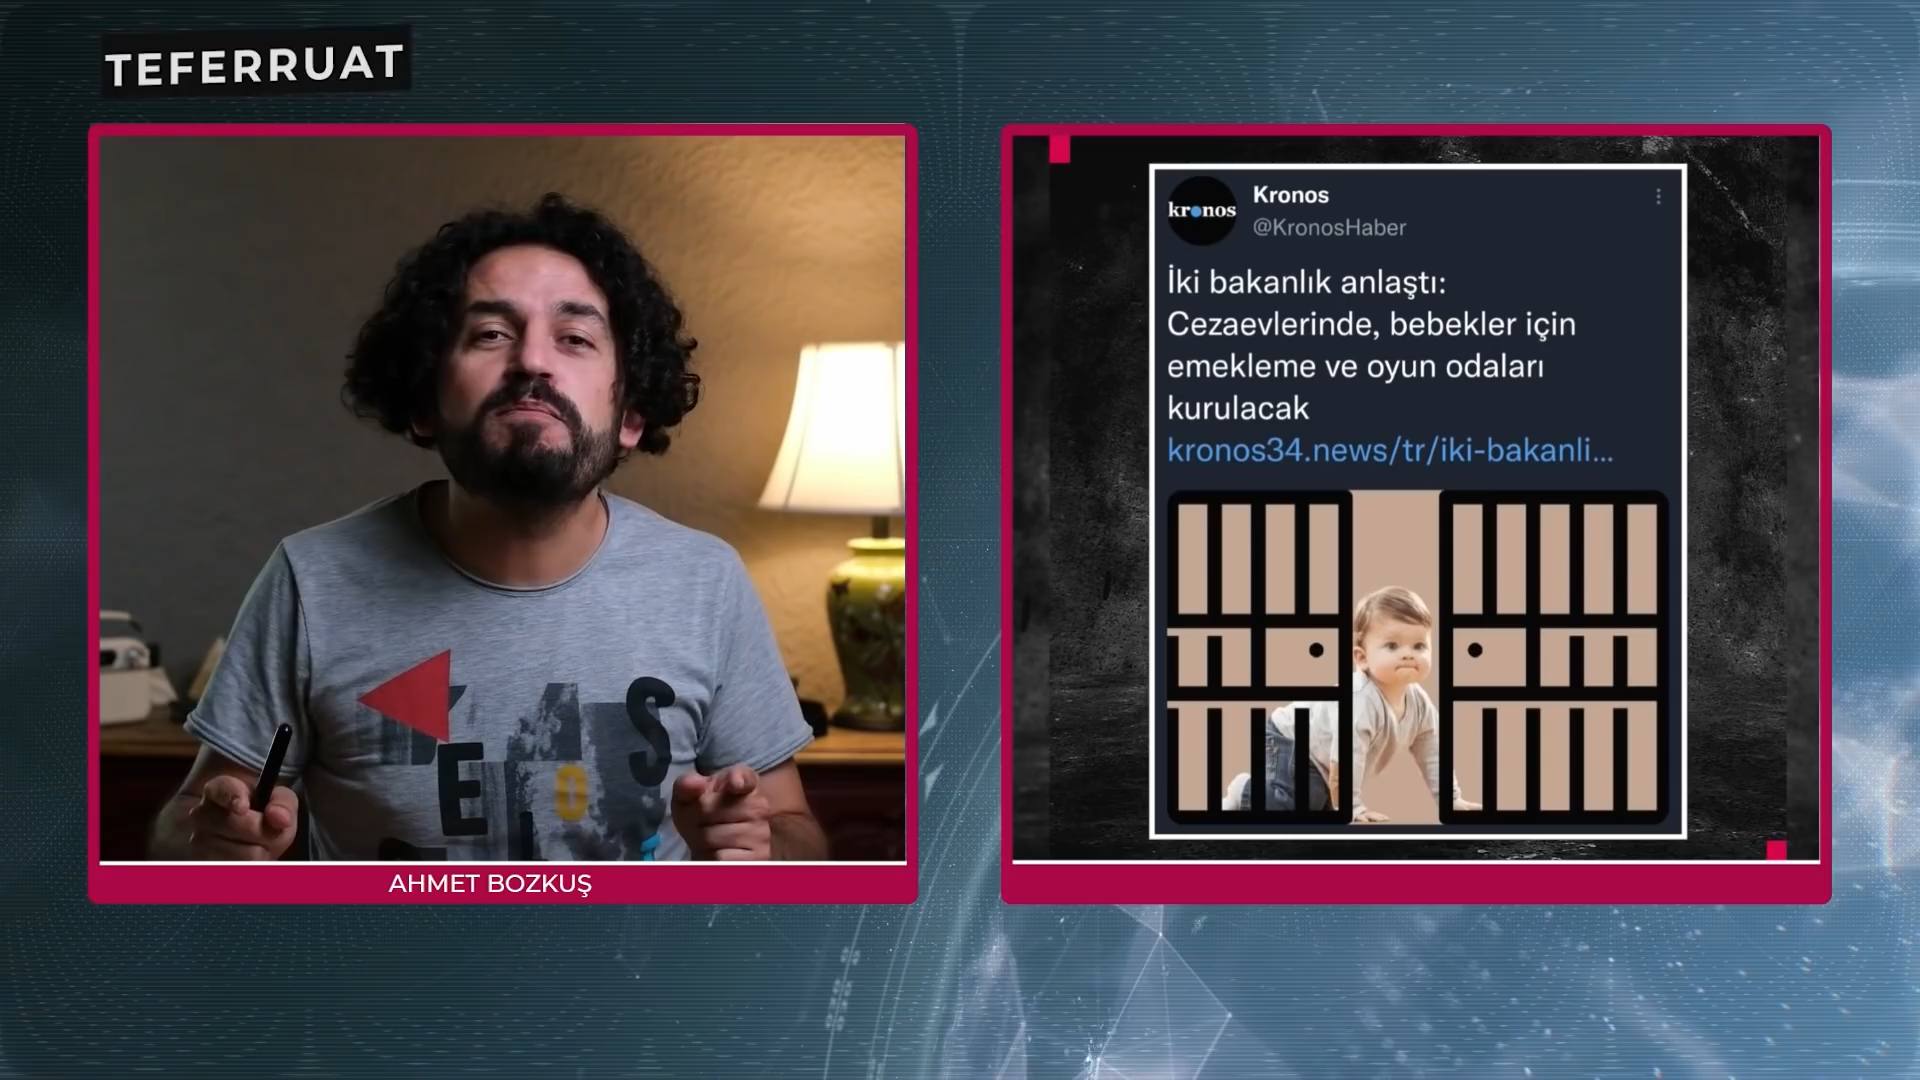 TEFERRUAT
AHMET BOZKUŞ
kronos
Kronos
@KronosHaber
İki bakanlık anlaştı:
Cezaevlerinde, bebekler için
emekleme ve oyun odaları
kurulacak
kronos34.news/tr/iki-bakanli...